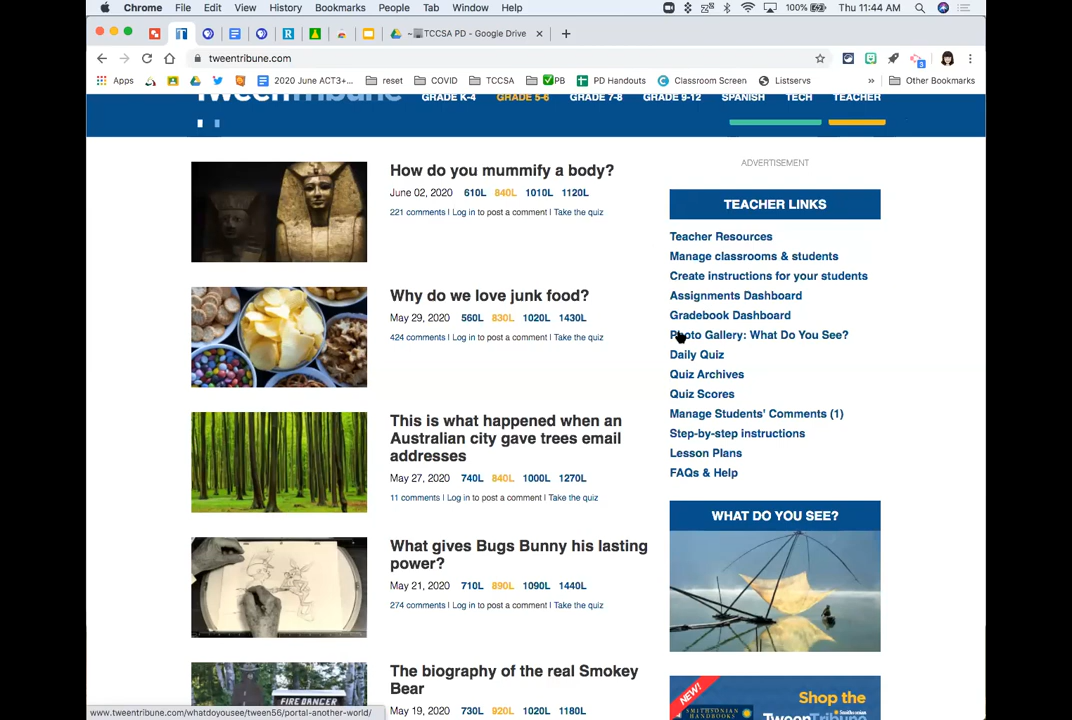 Chrome File Edit View History Bookmarks People Tab Window Help 100% Thu 11:44 AM
TCCSA PD - Google Drive
tweentribune.com
Apps 2020 June ACT3+... reset COVID TCCSA PB PD Handouts Classroom Screen Listservs » Other Bookmarks
TweenTribune GRADE K-4 GRADE 5-6 GRADE 7-8 GRADE 9-12 SPANISH TECH TEACHER
How do you mummify a body?
June 02, 2020 610L 840L 1010L 1120L
221 comments | Log in to post a comment | Take the quiz
Why do we love junk food?
May 29, 2020 560L 830L 1020L 1430L
424 comments | Log in to post a comment | Take the quiz
This is what happened when an
Australian city gave trees email
addresses
May 27, 2020 740L 840L 1000L 1270L
11 comments | Log in to post a comment | Take the quiz
What gives Bugs Bunny his lasting
power?
May 21, 2020 710L 890L 1090L 1440L
274 comments | Log in to post a comment | Take the quiz
The biography of the real Smokey
Bear
May 19, 2020 730L 920L 1020L 1180L
FIRE DANGER
ADVERTISEMENT
TEACHER LINKS
Teacher Resources
Manage classrooms & students
Create instructions for your students
Assignments Dashboard
Gradebook Dashboard
Photo Gallery: What Do You See?
Daily Quiz
Quiz Archives
Quiz Scores
Manage Students' Comments (1)
Step-by-step instructions
Lesson Plans
FAQs & Help
WHAT DO YOU SEE?
NEW!
SMITHSONIAN
HANDBOOKS
Smithsonian
Shop the
TweenTribune
www.tweentribune.com/whatdoyousee/tween56/portal-another-world/